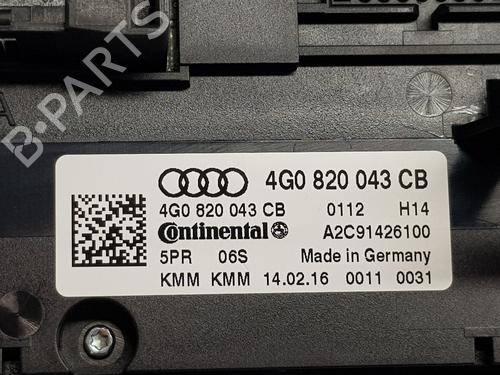 B-PARTS
4G0 820 043 CB
4G0 820 043 CB 0112 H14
Continental A2C91426100
5PR 06S Made in Germany
KMM KMM 14.02.16 0011 0031